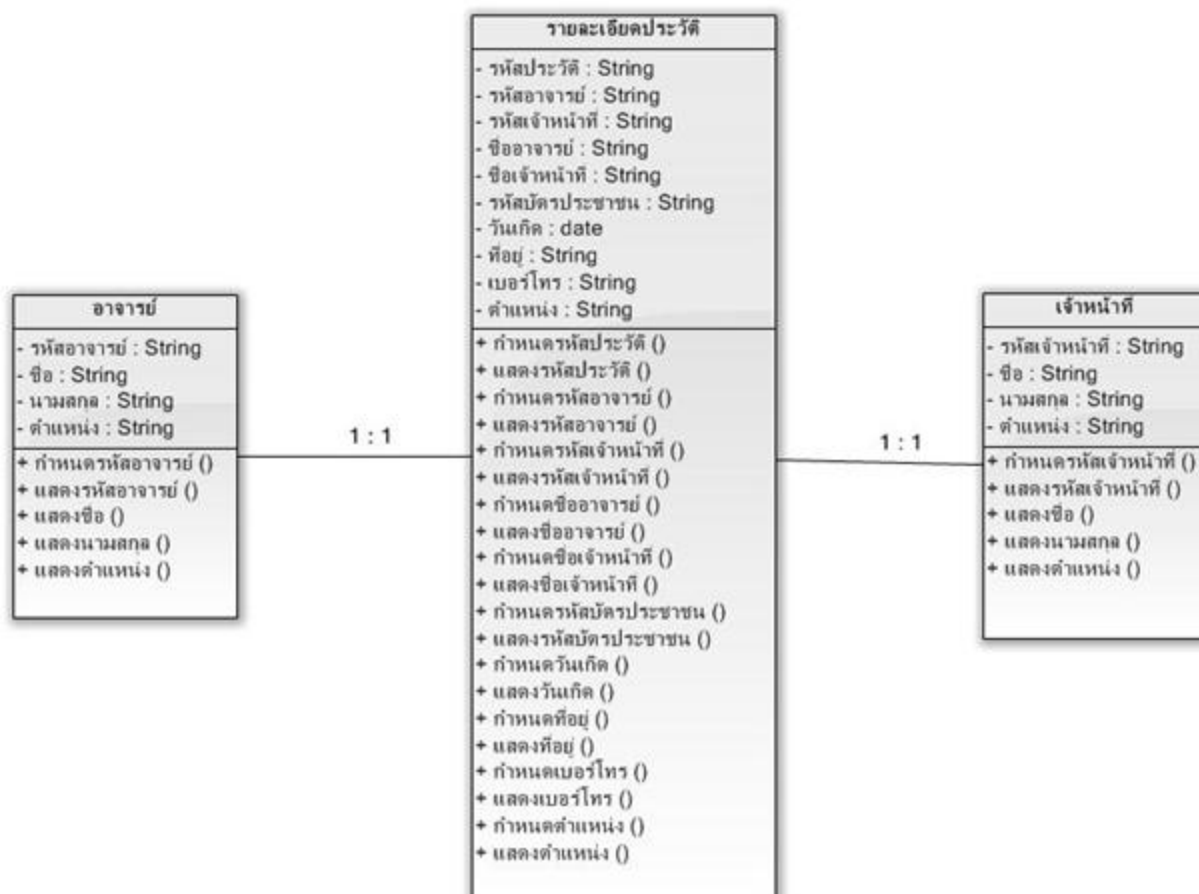 รายละเอียดประวัติ
- รหัสประวัติ : String
- รหัสอาจารย์ : String
- รหัสเจ้าหน้าที่ : String
- ชื่ออาจารย์ : String
- ชื่อเจ้าหน้าที่ : String
- รหัสบัตรประชาชน : String
- วันเกิด : date
- ที่อยู่ : String
- เบอร์โทร : String
- ตำแหน่ง : String
+ กำหนดรหัสประวัติ ()
+ แสดงรหัสประวัติ ()
+ กำหนดรหัสอาจารย์ ()
+ แสดงรหัสอาจารย์ ()
+ กำหนดรหัสเจ้าหน้าที่ ()
+ แสดงรหัสเจ้าหน้าที่ ()
+ กำหนดชื่ออาจารย์ ()
+ แสดงชื่ออาจารย์ ()
+ กำหนดชื่อเจ้าหน้าที่ ()
+ แสดงชื่อเจ้าหน้าที่ ()
+ กำหนดรหัสบัตรประชาชน ()
+ แสดงรหัสบัตรประชาชน ()
+ กำหนดวันเกิด ()
+ แสดงวันเกิด ()
+ กำหนดที่อยู่ ()
+ แสดงที่อยู่ ()
+ กำหนดเบอร์โทร ()
+ แสดงเบอร์โทร ()
+ กำหนดตำแหน่ง ()
+ แสดงตำแหน่ง ()
อาจารย์
- รหัสอาจารย์ : String
- ชื่อ : String
- นามสกุล : String
- ตำแหน่ง : String
+ กำหนดรหัสอาจารย์ ()
+ แสดงรหัสอาจารย์ ()
+ แสดงชื่อ ()
+ แสดงนามสกุล ()
+ แสดงตำแหน่ง ()
1 : 1
1 : 1
เจ้าหน้าที่
- รหัสเจ้าหน้าที่ : String
- ชื่อ : String
- นามสกุล : String
- ตำแหน่ง : String
+ กำหนดรหัสเจ้าหน้าที่ ()
+ แสดงรหัสเจ้าหน้าที่ ()
+ แสดงชื่อ ()
+ แสดงนามสกุล ()
+ แสดงตำแหน่ง ()